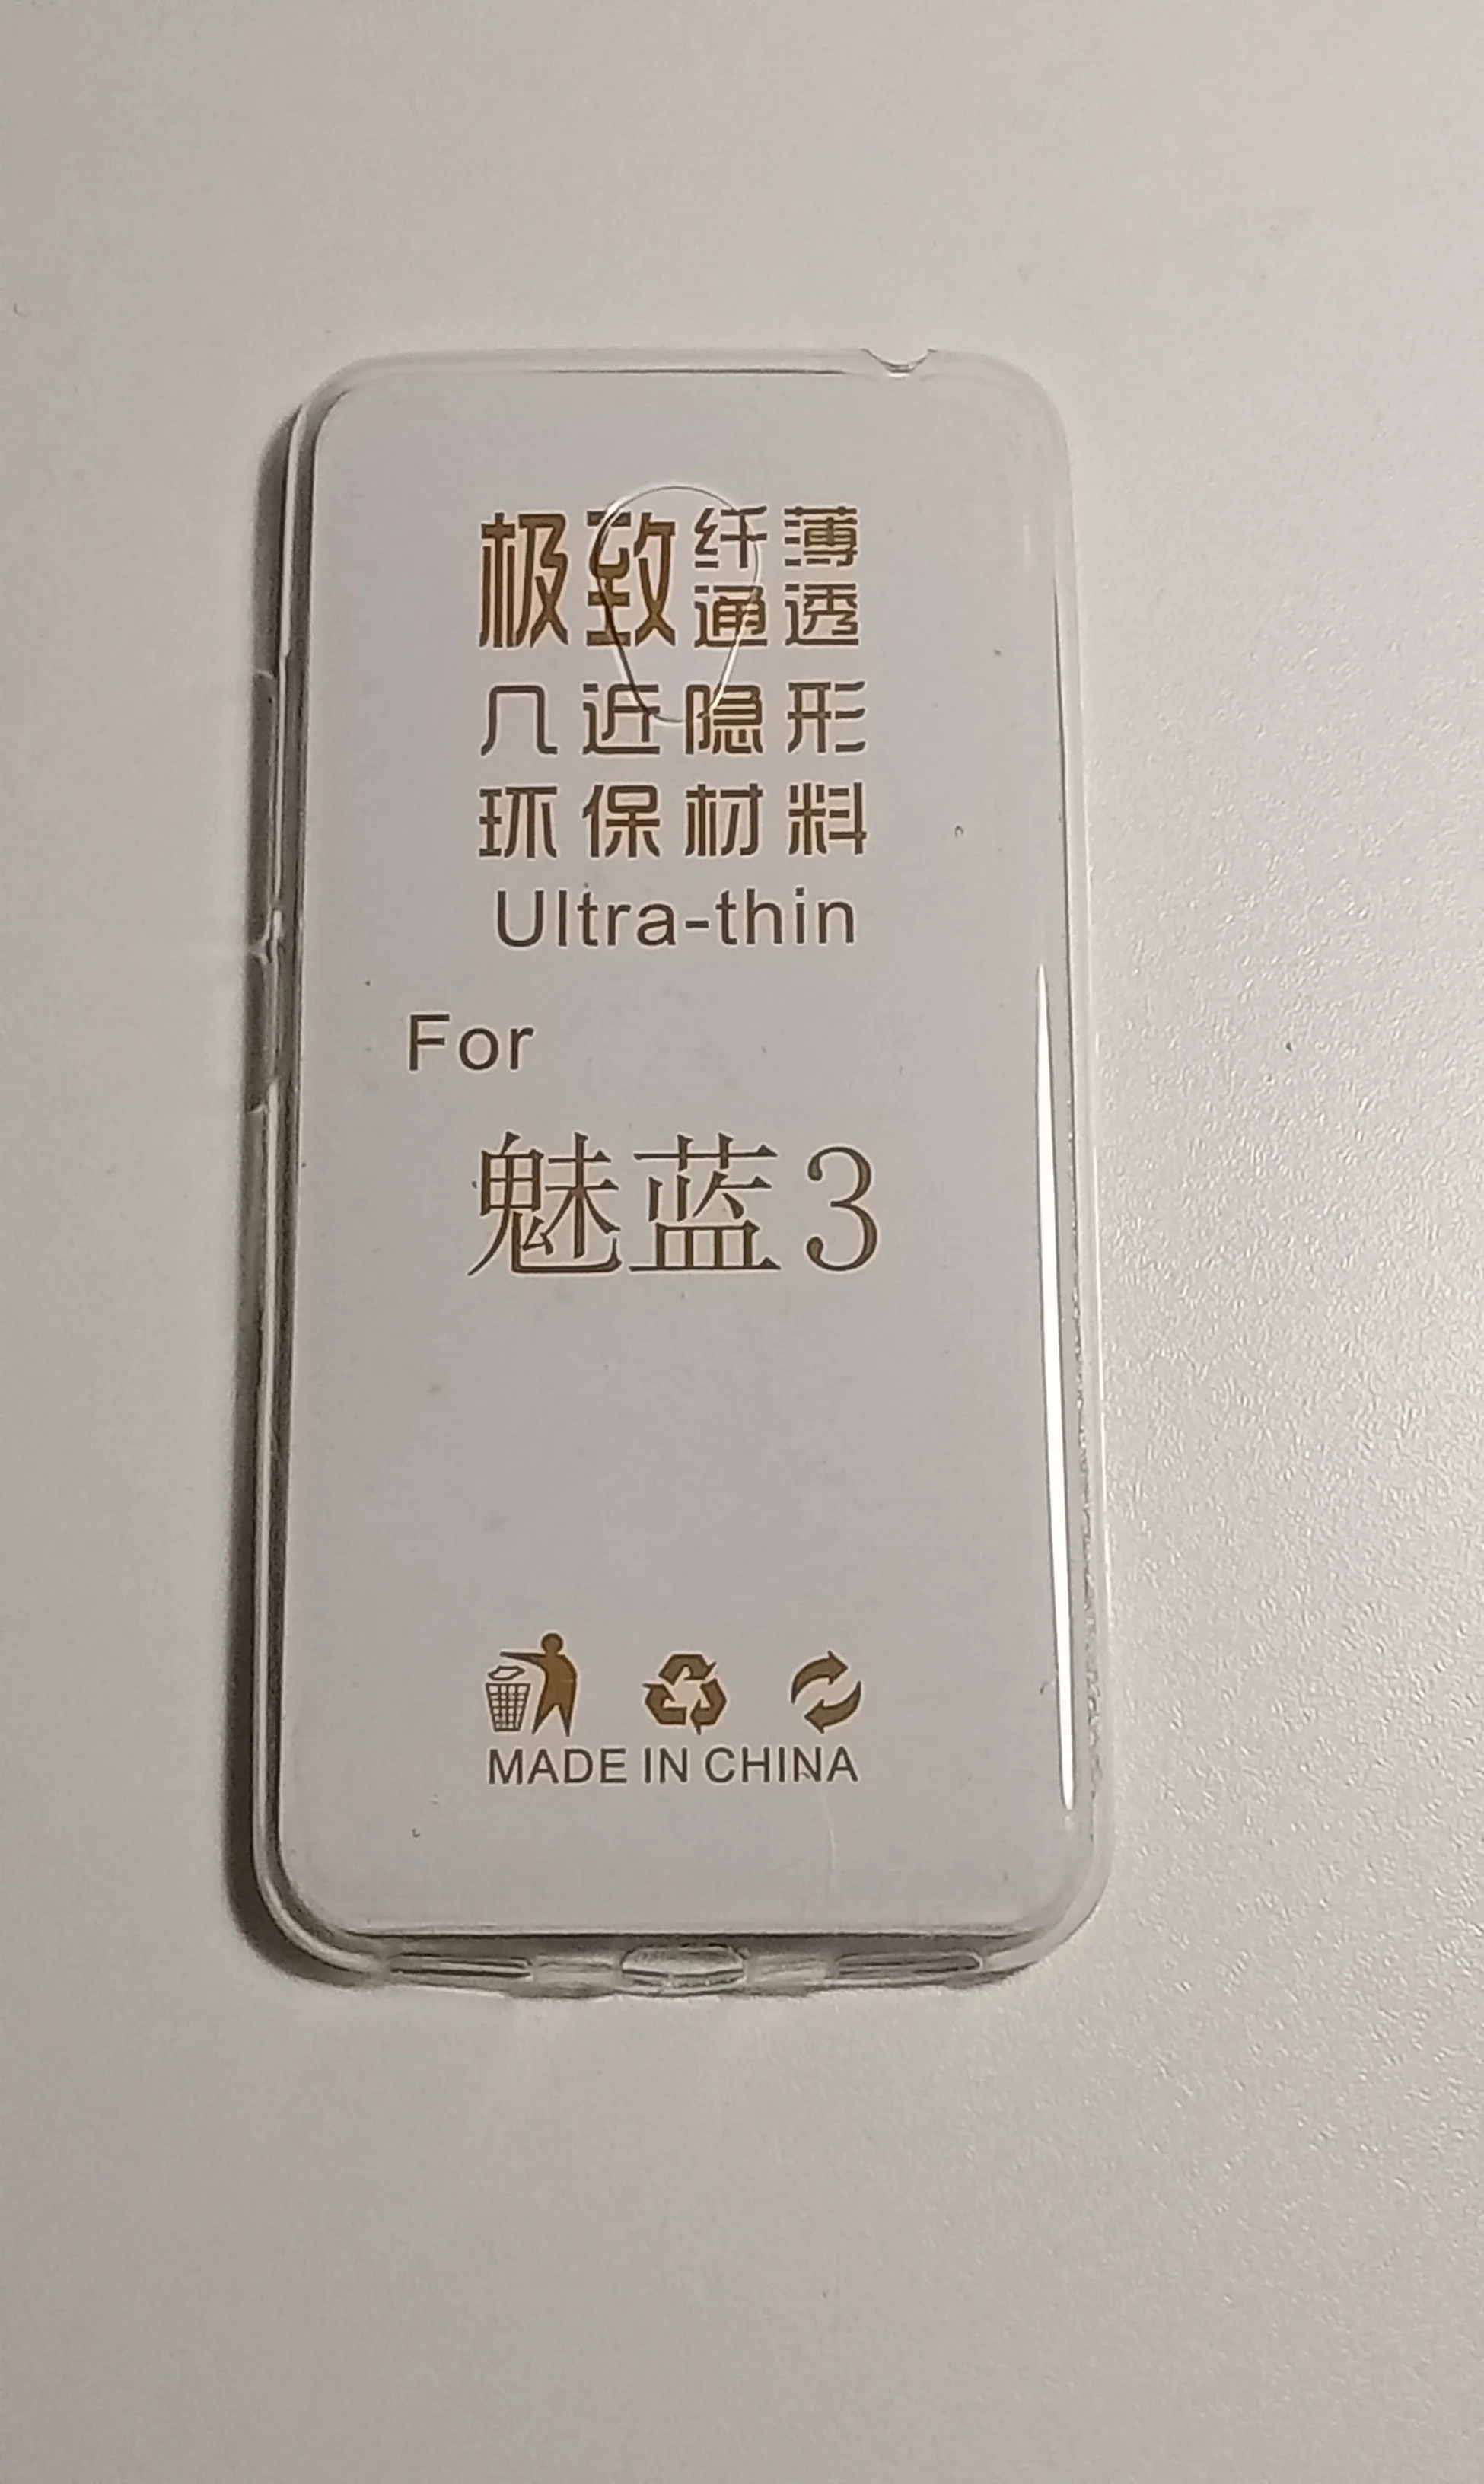 极致纤薄
通透
几近隐形
环保材料
Ultra-thin
For
魅蓝3
MADE IN CHINA